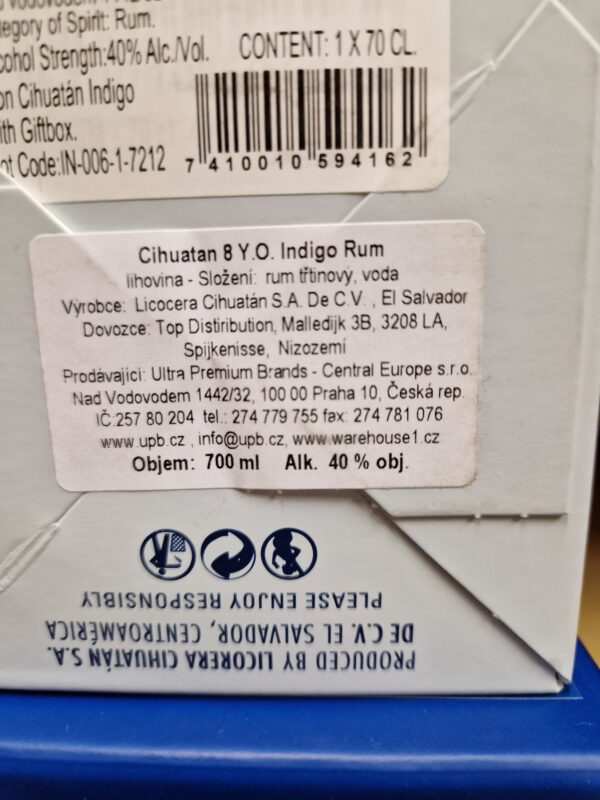 egory of Spirit: Rum.
cohol Strength:40% Alc./Vol. CONTENT: 1 X 70 CL.
on Cihuatán Indigo
ith Giftbox.
ot Code:IN-006-1-7212
7 410010 594162
Cihuatan 8 Y.O. Indigo Rum
lihovina - Složení: rum třtinový, voda
Výrobce: Licocera Cihuatán S.A. De C.V. , El Salvador
Dovozce: Top Distiribution, Malledijk 3B, 3208 LA,
Spijkenisse, Nizozemí
Prodávající: Ultra Premium Brands - Central Europe s.r.o.
Nad Vodovodem 1442/32, 100 00 Praha 10, Česká rep.
IČ:257 80 204 tel.: 274 779 755 fax: 274 781 076
www.upb.cz , info@upb.cz, www.warehouse1.cz
Objem: 700 ml Alk. 40 % obj.
PRODUCED BY LICORERA CIHUATÁN S.A.
DE C.V. EL SALVADOR, CENTROAMÉRICA
PLEASE ENJOY RESPONSIBLY